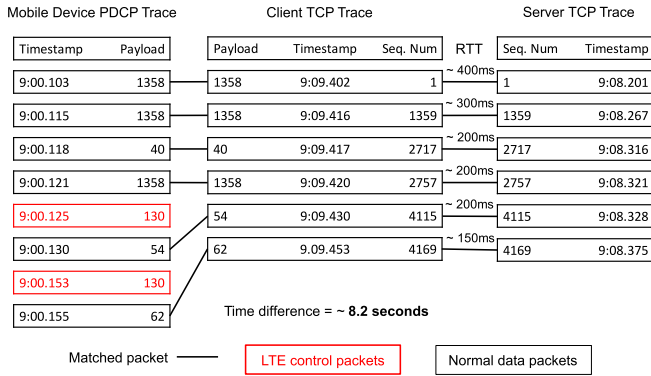 Mobile Device PDCP Trace Client TCP Trace Server TCP Trace
Timestamp Payload Payload Timestamp Seq. Num RTT Seq. Num Timestamp
~ 400ms
9:00.103 1358 1358 9:09.402 1 1 9:08.201
~ 300ms
9:00.115 1358 1358 9:09.416 1359 1359 9:08.267
~ 200ms
9:00.118 40 40 9:09.417 2717 2717 9:08.316
~ 200ms
9:00.121 1358 1358 9:09.420 2757 2757 9:08.321
~ 200ms
9:00.125 130 54 9:09.430 4115 4115 9:08.328
~ 150ms
9:00.130 54 62 9.09.453 4169 4169 9:08.375
9:00.153 130
9:00.155 62
Time difference = ~ 8.2 seconds
Matched packet LTE control packets Normal data packets